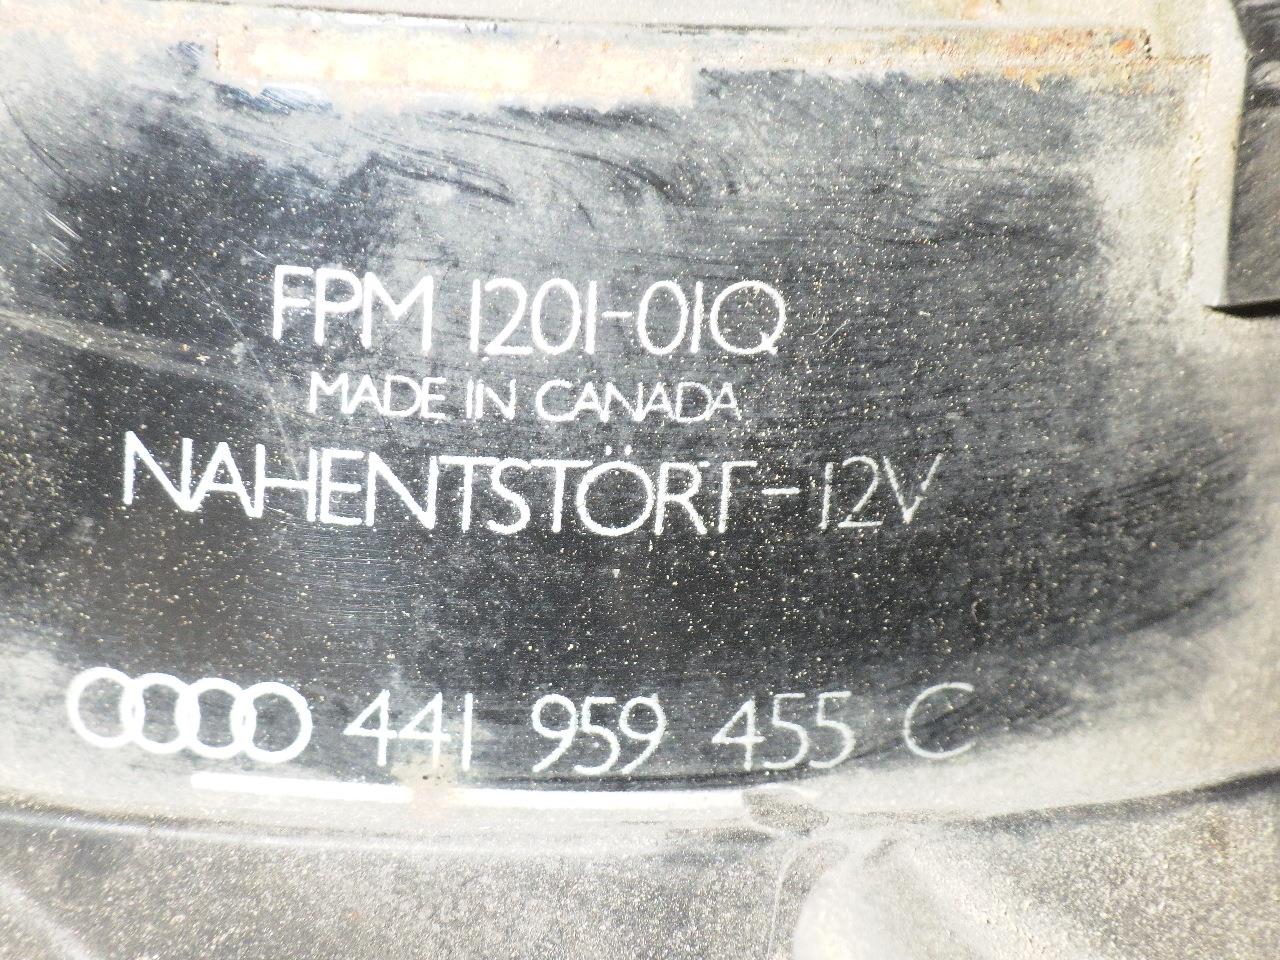 FPM 1201-01Q
MADE IN CANADA
NAHENTSTÖRT-12V
441 959 455 C